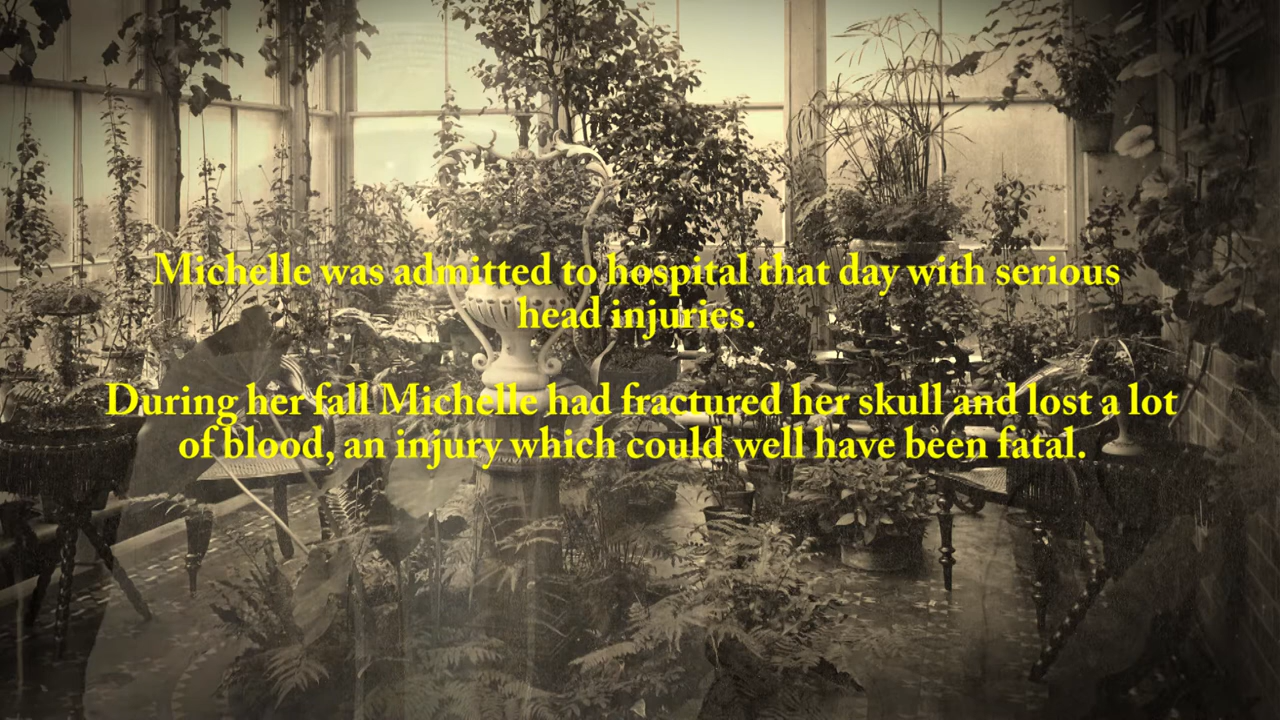 Michelle was admitted to hospital that day with serious
head injuries.
During her fall Michelle had fractured her skull and lost a lot
of blood, an injury which could well have been fatal.